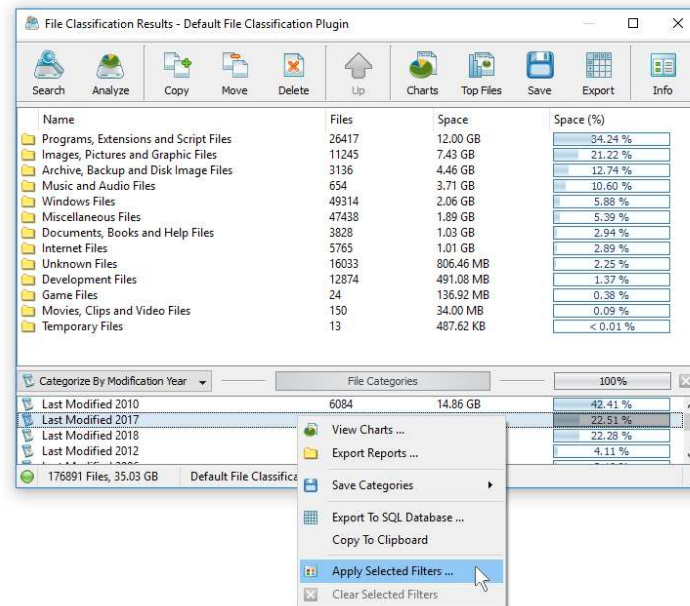 File Classification Results - Default File Classification Plugin
Search Analyze Copy Move Delete Up Charts Top Files Save Export Info
Name Files Space Space (%)
Programs, Extensions and Script Files 26417 12.00 GB 34.24 %
Images, Pictures and Graphic Files 11245 7.43 GB 21.22 %
Archive, Backup and Disk Image Files 3136 4.46 GB 12.74 %
Music and Audio Files 654 3.71 GB 10.60 %
Windows Files 49314 2.06 GB 5.88 %
Miscellaneous Files 47438 1.89 GB 5.39 %
Documents, Books and Help Files 3828 1.03 GB 2.94 %
Internet Files 5765 1.01 GB 2.89 %
Unknown Files 16033 806.46 MB 2.25 %
Development Files 12874 491.08 MB 1.37 %
Game Files 24 136.92 MB 0.38 %
Movies, Clips and Video Files 150 34.00 MB 0.09 %
Temporary Files 13 487.62 KB < 0.01 %
Categorize By Modification Year File Categories 100%
Last Modified 2010 6084 14.86 GB 42.41 %
Last Modified 2017 22.51 %
Last Modified 2018 22.28 %
Last Modified 2012 4.11 %
176891 Files, 35.03 GB Default File Classifica
View Charts ...
Export Reports ...
Save Categories
Export To SQL Database ...
Copy To Clipboard
Apply Selected Filters ...
Clear Selected Filters